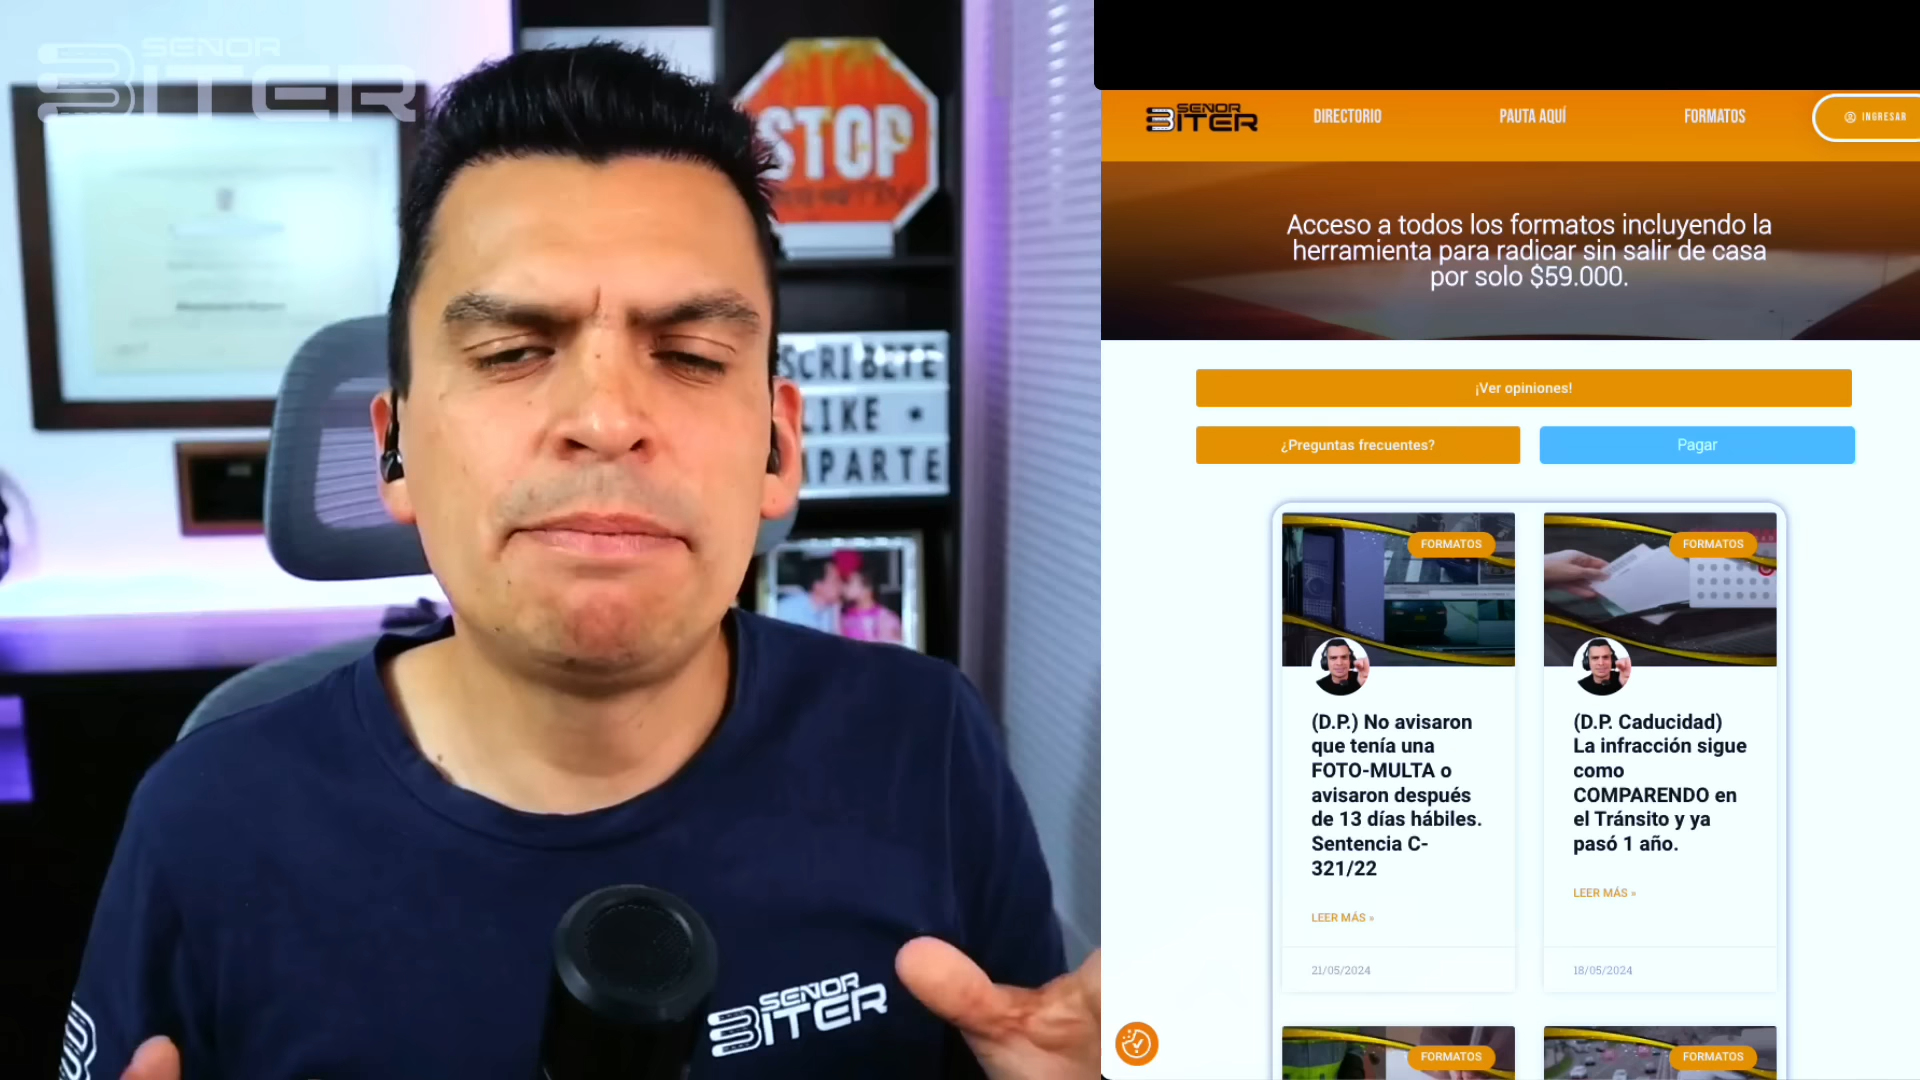 SEÑOR
BITER
STOP
SCRIBETE
LIKE
MPARTE
SEÑOR
BITER
SEÑOR
BITER
DIRECTORIO
PAUTA AQUÍ
FORMATOS
INGRESAR
Acceso a todos los formatos incluyendo la
herramienta para radicar sin salir de casa
por solo $59.000.
¡Ver opiniones!
¿Preguntas frecuentes?
Pagar
FORMATOS
(D.P.) No avisaron
que tenía una
FOTO-MULTA o
avisaron después
de 13 días hábiles.
Sentencia C-
321/22
LEER MÁS »
21/05/2024
FORMATOS
(D.P. Caducidad)
La infracción sigue
como
COMPARENDO en
el Tránsito y ya
pasó 1 año.
LEER MÁS »
18/05/2024
FORMATOS
FORMATOS